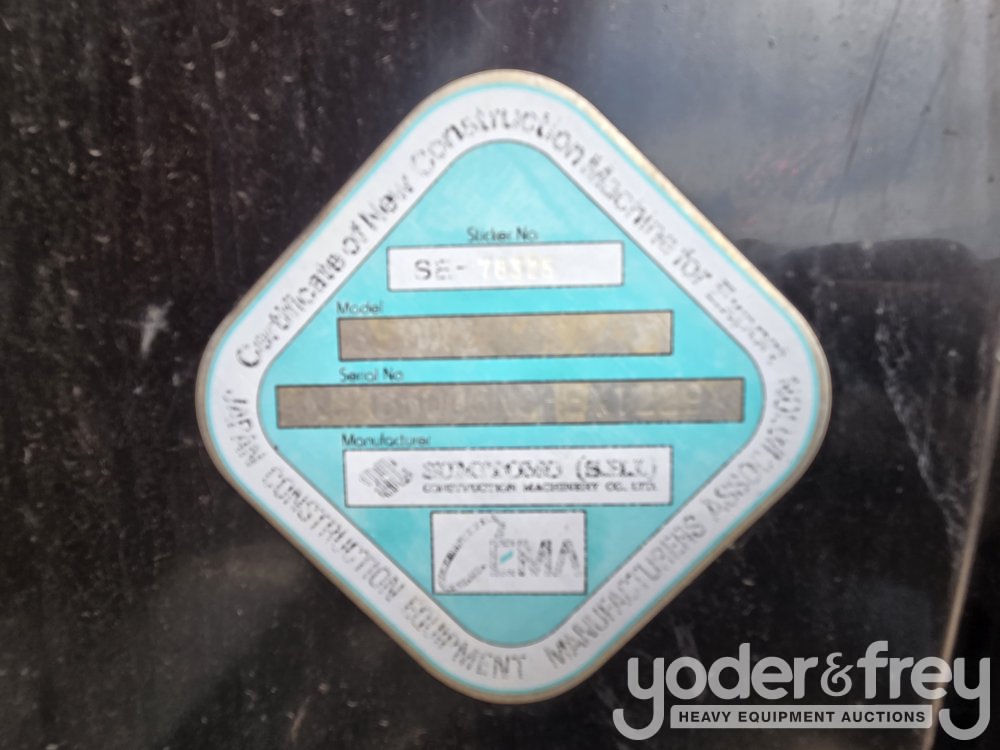 Certificate of New Construction Machine for Export
Sticker No
SE- 78325
Model
Serial No
Manufacturer
SUMITOMO (S.H.I.)
CONSTRUCTION MACHINERY CO., LTD.
CEMA
JAPAN CONSTRUCTION EQUIPMENT MANUFACTURERS ASSOCIATION
yoder&frey
HEAVY EQUIPMENT AUCTIONS